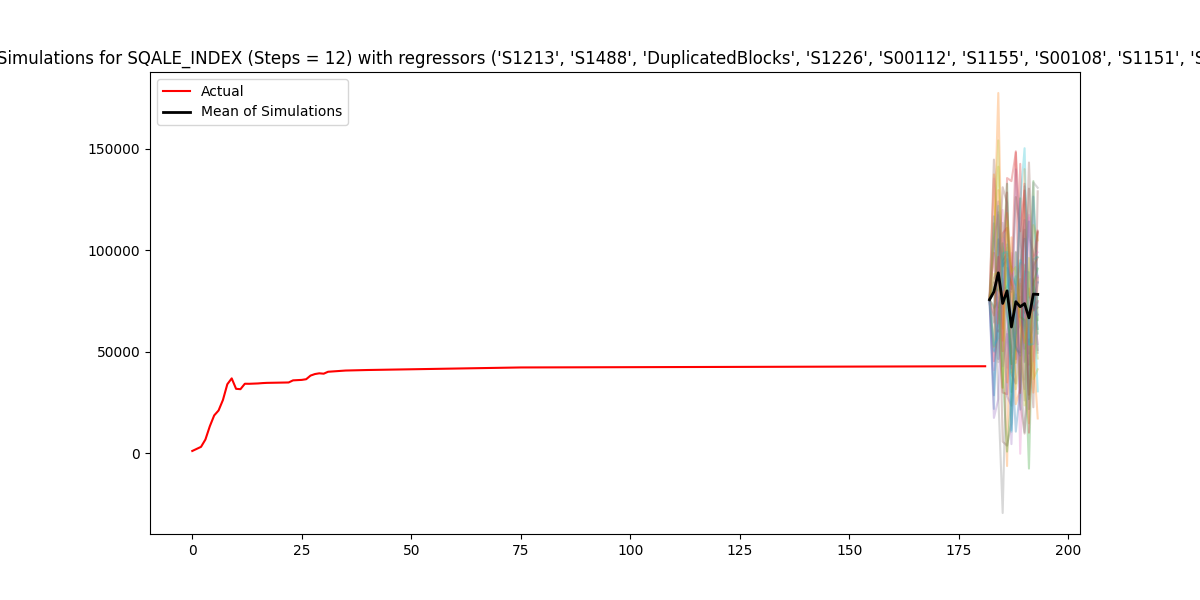 Simulations for SQALE_INDEX (Steps = 12) with regressors ('S1213', 'S1488', 'DuplicatedBlocks', 'S1226', 'S00112', 'S1155', 'S00108', 'S1151', 'S
Actual
Mean of Simulations
150000
100000
50000
0
0 25 50 75 100 125 150 175 200